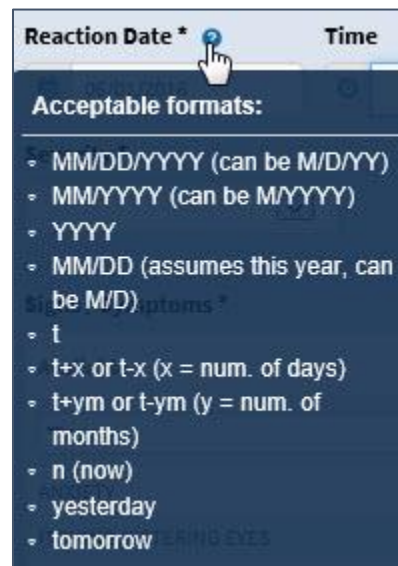 Reaction Date * ? Time
Acceptable formats:
◦ MM/DD/YYYY (can be M/D/YY)
◦ MM/YYYY (can be M/YYYY)
◦ YYYY
◦ MM/DD (assumes this year, can
be M/D)
◦ t
◦ t+x or t-x (x = num. of days)
◦ t+ym or t-ym (y = num. of
months)
◦ n (now)
◦ yesterday
◦ tomorrow